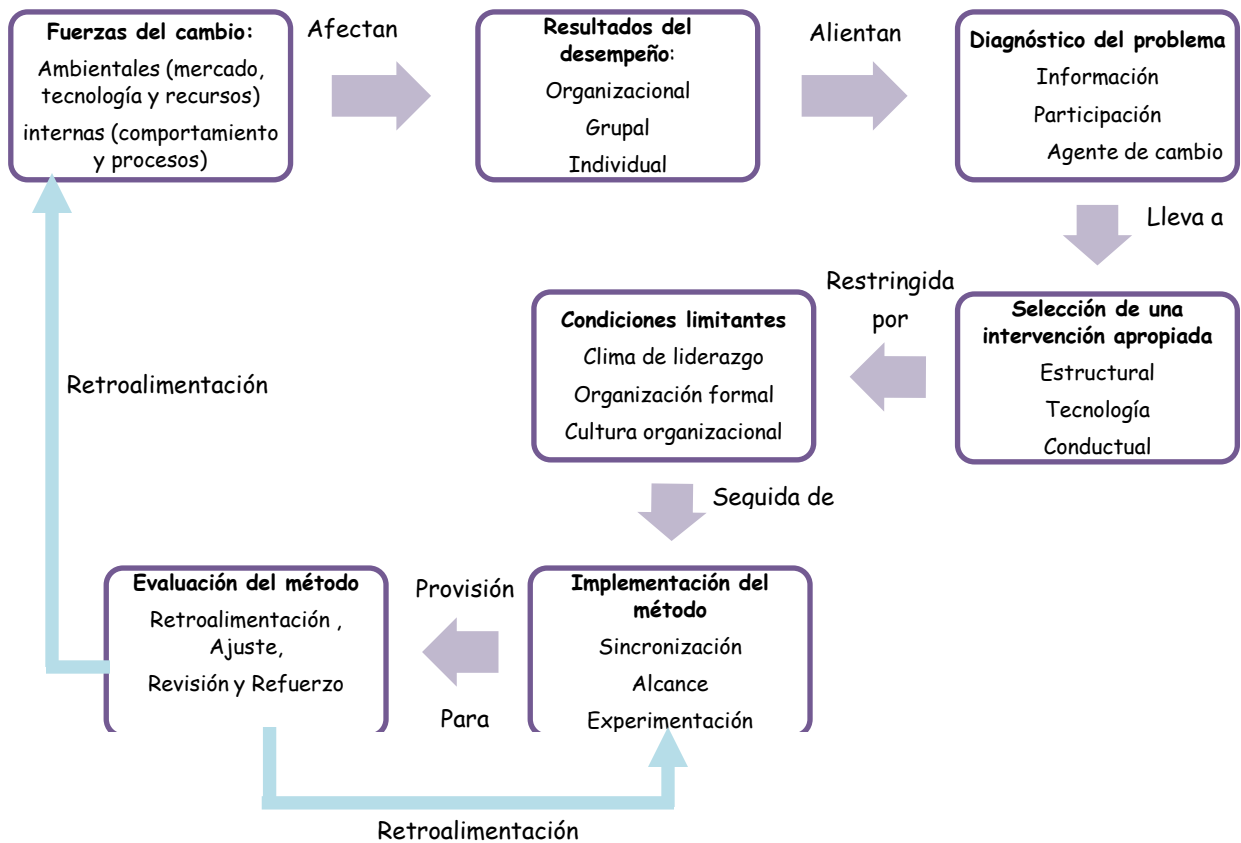 Fuerzas del cambio:
Ambientales (mercado,
tecnología y recursos)
internas (comportamiento
y procesos)
Afectan
Resultados del
desempeño:
Organizacional
Grupal
Individual
Alientan
Diagnóstico del problema
Información
Participación
Agente de cambio
Lleva a
Selección de una
intervención apropiada
Estructural
Tecnología
Conductual
Restringida
por
Condiciones limitantes
Clima de liderazgo
Organización formal
Cultura organizacional
Seguida de
Implementación del
método
Sincronización
Alcance
Experimentación
Provisión
Para
Evaluación del método
Retroalimentación ,
Ajuste,
Revisión y Refuerzo
Retroalimentación
Retroalimentación